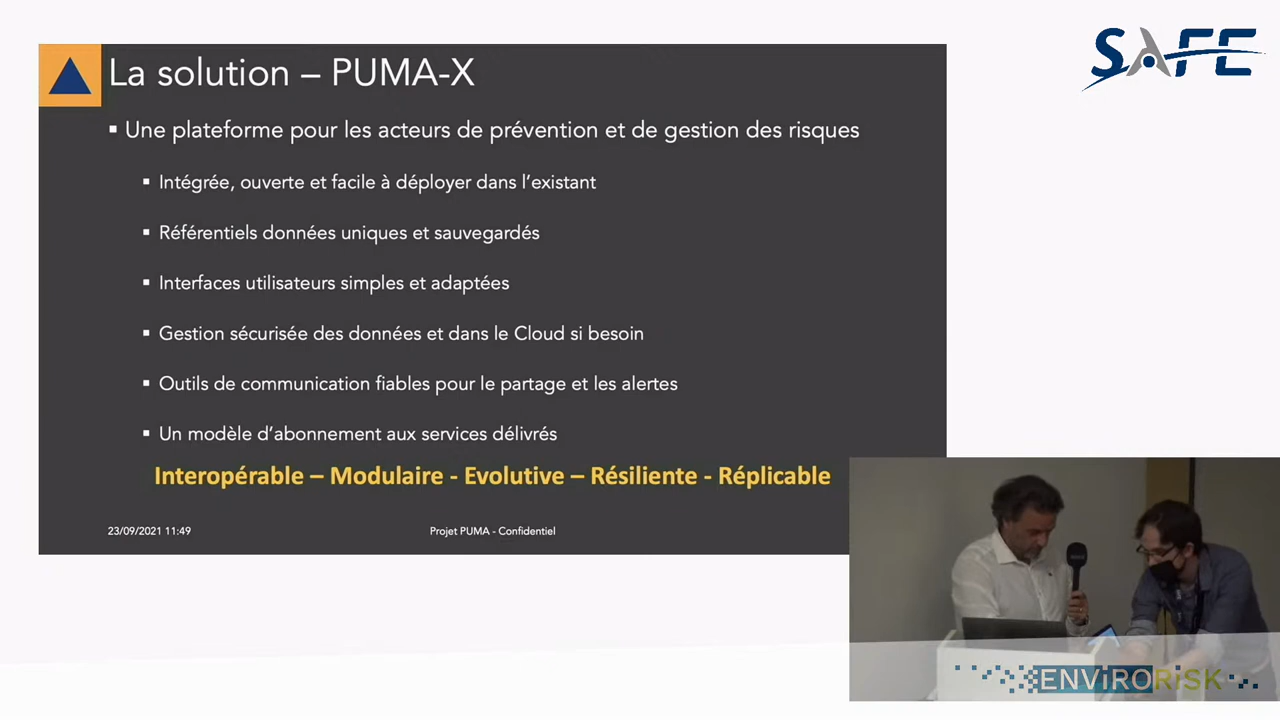 SAFE
La solution – PUMA-X
▪ Une plateforme pour les acteurs de prévention et de gestion des risques
▪ Intégrée, ouverte et facile à déployer dans l’existant
▪ Référentiels données uniques et sauvegardés
▪ Interfaces utilisateurs simples et adaptées
▪ Gestion sécurisée des données et dans le Cloud si besoin
▪ Outils de communication fiables pour le partage et les alertes
▪ Un modèle d’abonnement aux services délivrés
Interopérable – Modulaire - Evolutive – Résiliente - Réplicable
23/09/2021 11:49
Projet PUMA - Confidentiel
ENViRORiSK